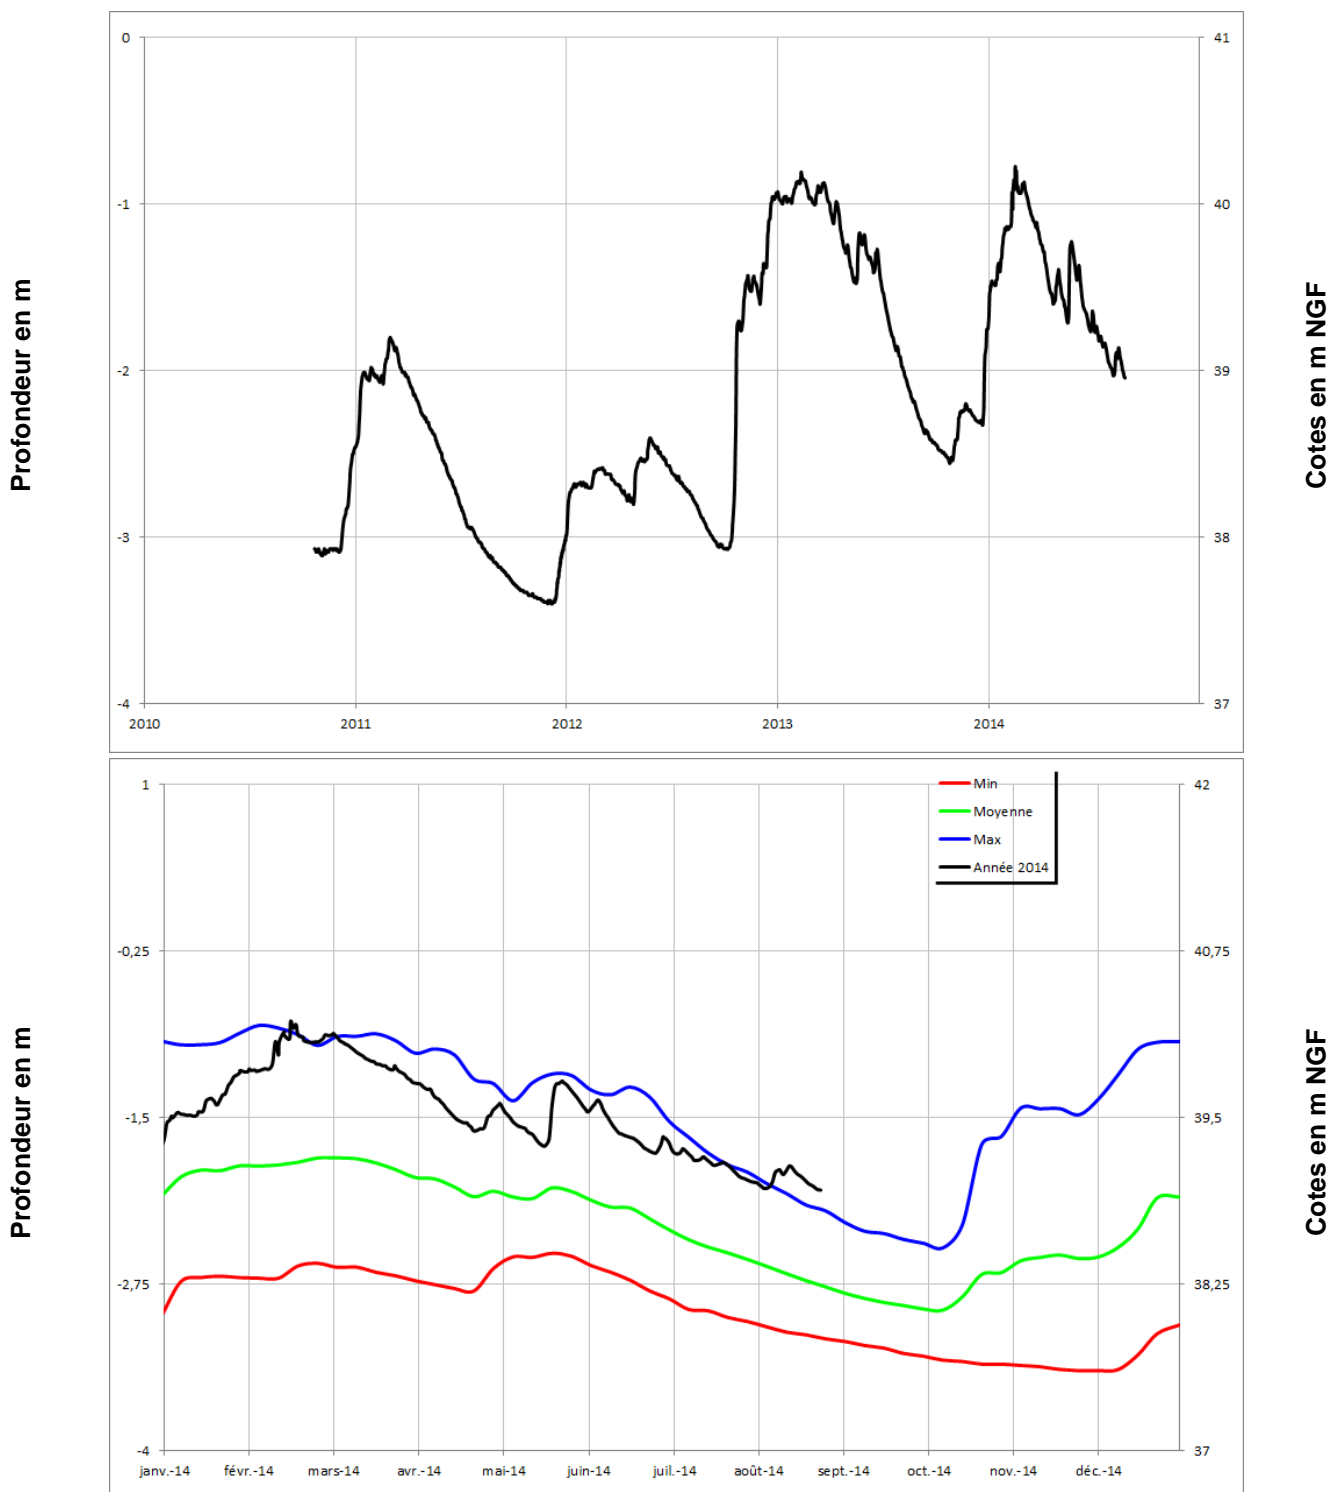 Profondeur en m
Cotes en m NGF
0
-1
-2
-3
-4
41
40
39
38
37
2010
2011
2012
2013
2014
Profondeur en m
Cotes en m NGF
1
-0,25
-1,5
-2,75
-4
42
40,75
39,5
38,25
37
Min
Moyenne
Max
Année 2014
janv.-14
févr.-14
mars-14
avr.-14
mai-14
juin-14
juil.-14
août-14
sept.-14
oct.-14
nov.-14
déc.-14